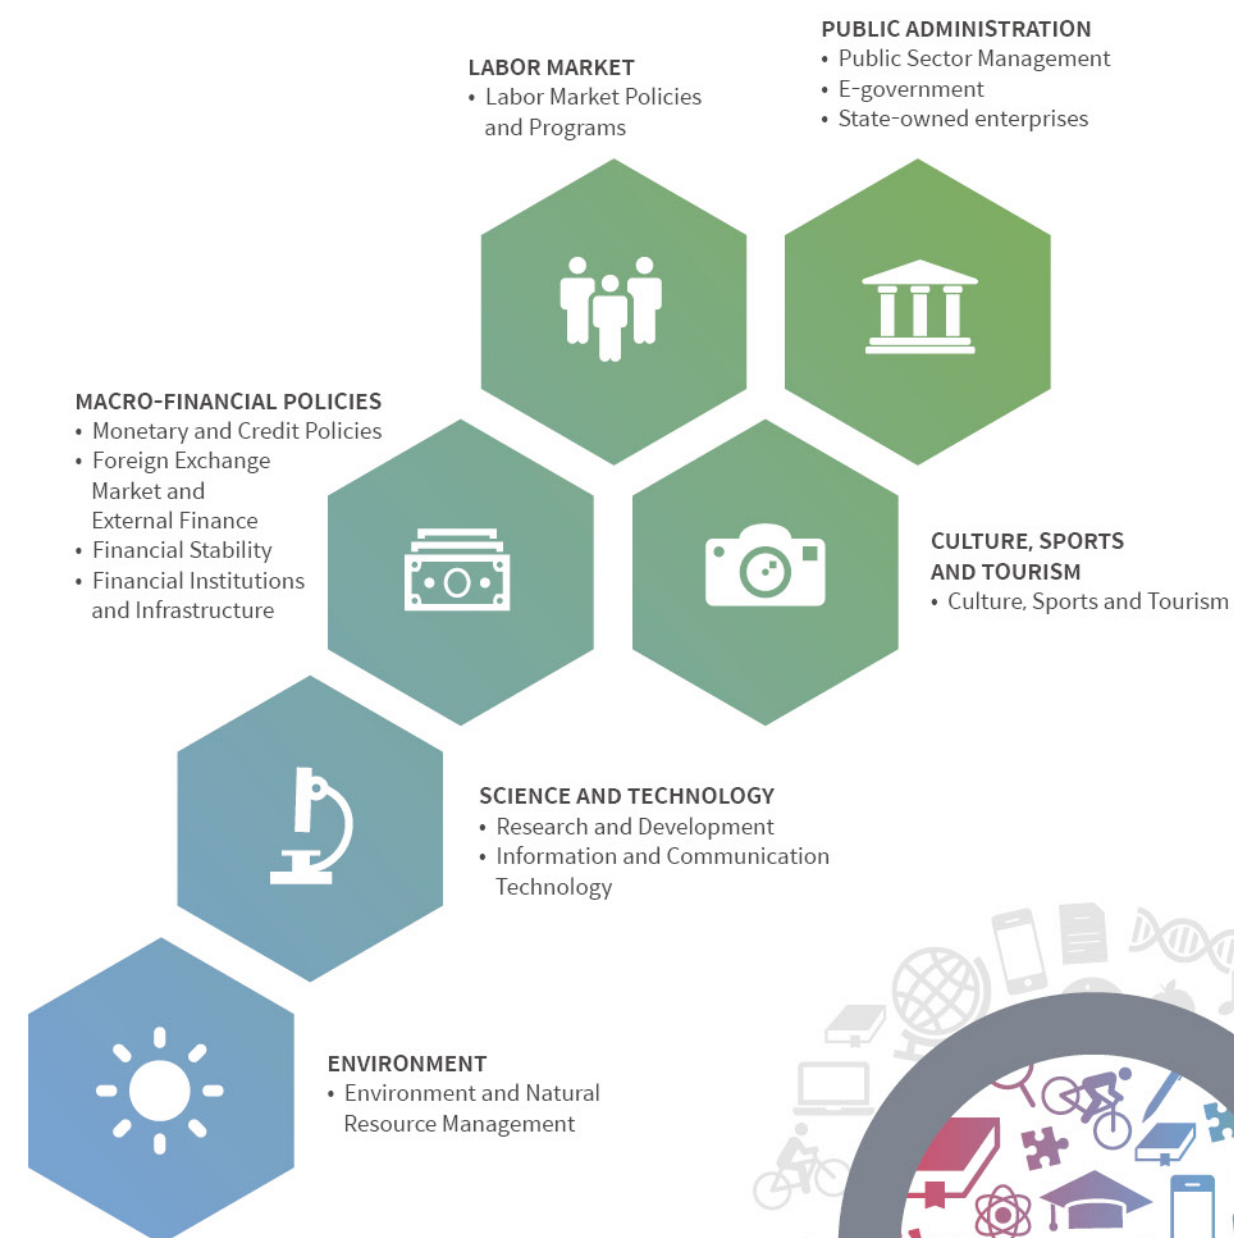 PUBLIC ADMINISTRATION
• Public Sector Management
• E-government
• State-owned enterprises
LABOR MARKET
• Labor Market Policies
and Programs
MACRO-FINANCIAL POLICIES
• Monetary and Credit Policies
• Foreign Exchange
Market and
External Finance
• Financial Stability
• Financial Institutions
and Infrastructure
CULTURE, SPORTS
AND TOURISM
• Culture, Sports and Tourism
SCIENCE AND TECHNOLOGY
• Research and Development
• Information and Communication
Technology
ENVIRONMENT
• Environment and Natural
Resource Management